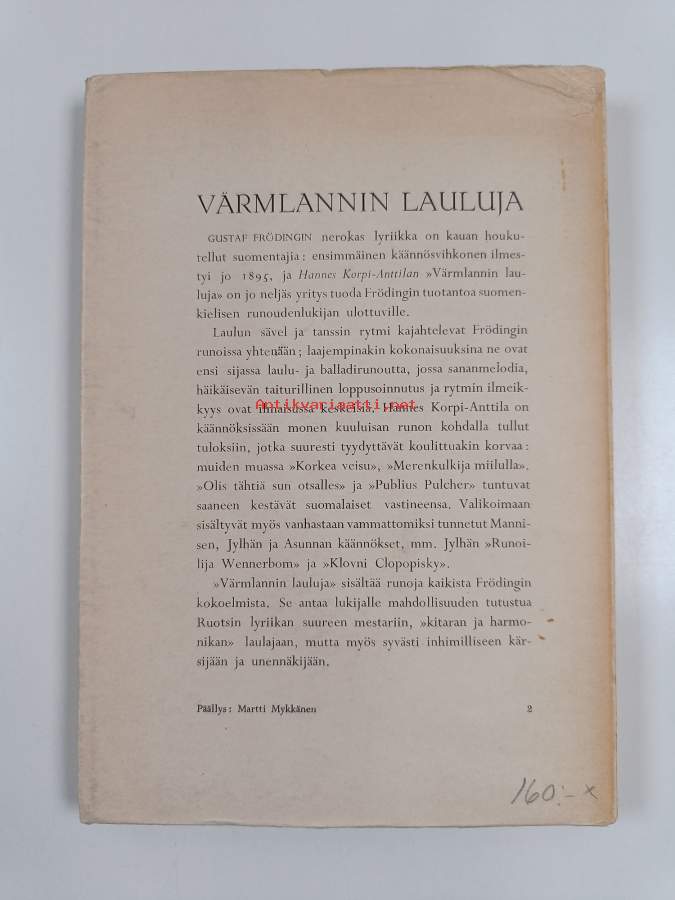 VÄRMLANNIN LAULUJA
GUSTAF FRÖDINGIN nerokas lyriikka on kauan houku-
tellut suomentajia: ensimmäinen käännösvihkonen ilmes-
tyi jo 1895, ja Hannes Korpi-Anttilan »Värmlannin lau-
luja» on jo neljäs yritys tuoda Frödingin tuotantoa suomen-
kielisen runoudenlukijan ulottuville.
Laulun sävel ja tanssin rytmi kajahtelevat Frödingin
runoissa yhtenään; laajempinakin kokonaisuuksina ne ovat
ensi sijassa laulu- ja balladirunoutta, jossa sananmelodia,
häikäisevän taiturillinen loppusoinnutus ja rytmin ilmeik-
kyys ovat ilmaisussa keskeisiä. Hannes Korpi-Anttila on
Antikvariaatti.net
käännöksissään monen kuuluisan runon kohdalla tullut
tuloksiin, jotka suuresti tyydyttävät koulittuakin korvaa:
muiden muassa »Korkea veisu», »Merenkulkija miilulla»,
»Olis tähtiä sun otsalles» ja »Publius Pulcher» tuntuvat
saaneen kestävät suomalaiset vastineensa. Valikoimaan
sisältyvät myös vanhastaan vammattomiksi tunnetut Manni-
sen, Jylhän ja Asunnan käännökset, mm. Jylhän »Runoi-
lija Wennerbom» ja »Klovni Clopopisky».
»Värmlannin lauluja» sisältää runoja kaikista Frödingin
kokoelmista. Se antaa lukijalle mahdollisuuden tutustua
Ruotsin lyriikan suureen mestariin, »kitaran ja harmo-
nikan» laulajaan, mutta myös syvästi inhimilliseen kär-
sijään ja unennäkijään.
Päällys: Martti Mykkänen 2
160:- x